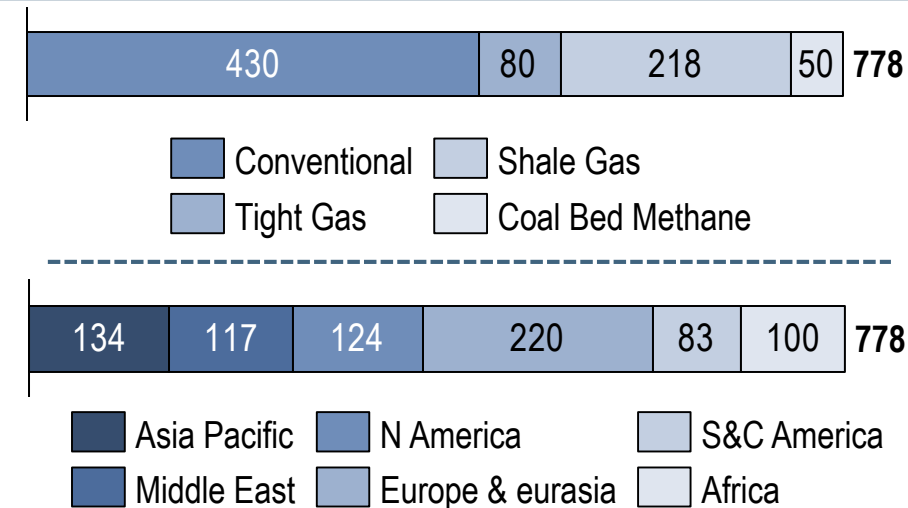 430 80 218 50 778
Conventional Shale Gas
Tight Gas Coal Bed Methane
134 117 124 220 83 100 778
Asia Pacific N America S&C America
Middle East Europe & eurasia Africa